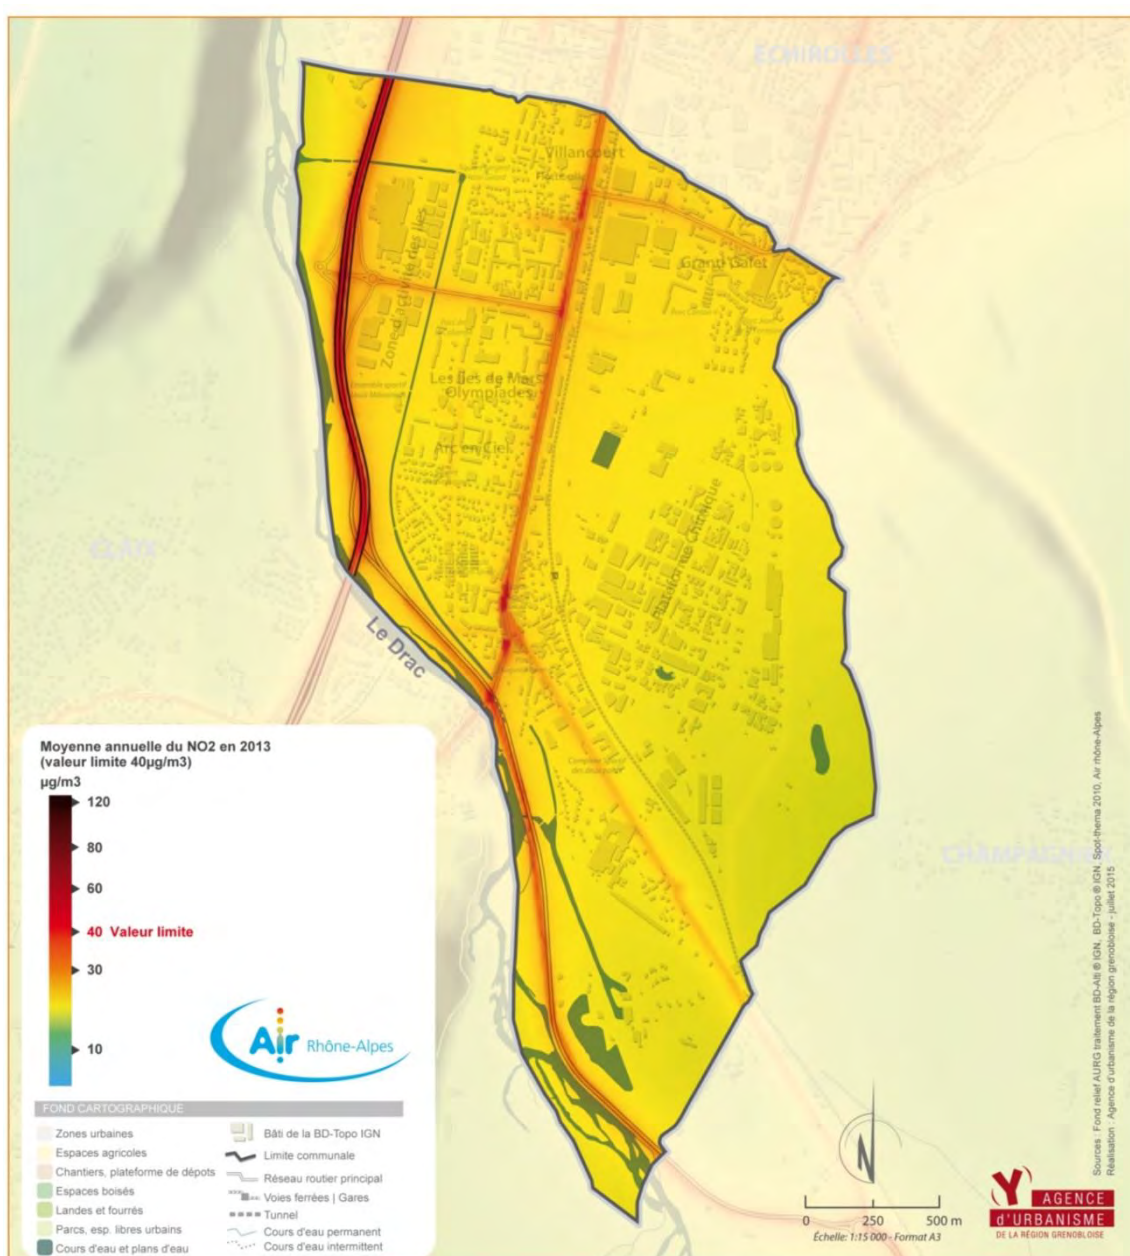 ÉCHIROLLES
Villancourt
Grand Galet
Zone d'activité des Iles
Les Iles de Mars
Olympiades
Arc en Ciel
CLAIX
Plateforme Chimique
Le Drac
CHAMPAGNIER
Moyenne annuelle du NO2 en 2013
(valeur limite 40µg/m3)
µg/m3
120
80
60
40 Valeur limite
30
10
Air Rhône-Alpes
FOND CARTOGRAPHIQUE
Zones urbaines
Espaces agricoles
Chantiers, plateforme de dépots
Espaces boisés
Landes et fourrés
Parcs, esp. libres urbains
Cours d'eau et plans d'eau
Bâti de la BD-Topo IGN
Limite communale
Réseau routier principal
Voies ferrées | Gares
Tunnel
Cours d'eau permanent
Cours d'eau intermittent
N
0 250 500 m
Échelle: 1:15 000 - Format A3
Sources : Fond relief AURG traitement BD-Alti ® IGN, BD-Topo ® IGN, Spot-thema 2010, Air rhône-Alpes
Réalisation : Agence d'urbanisme de la région grenobloise - juillet 2015
AGENCE
d'URBANISME
DE LA RÉGION GRENOBLOISE